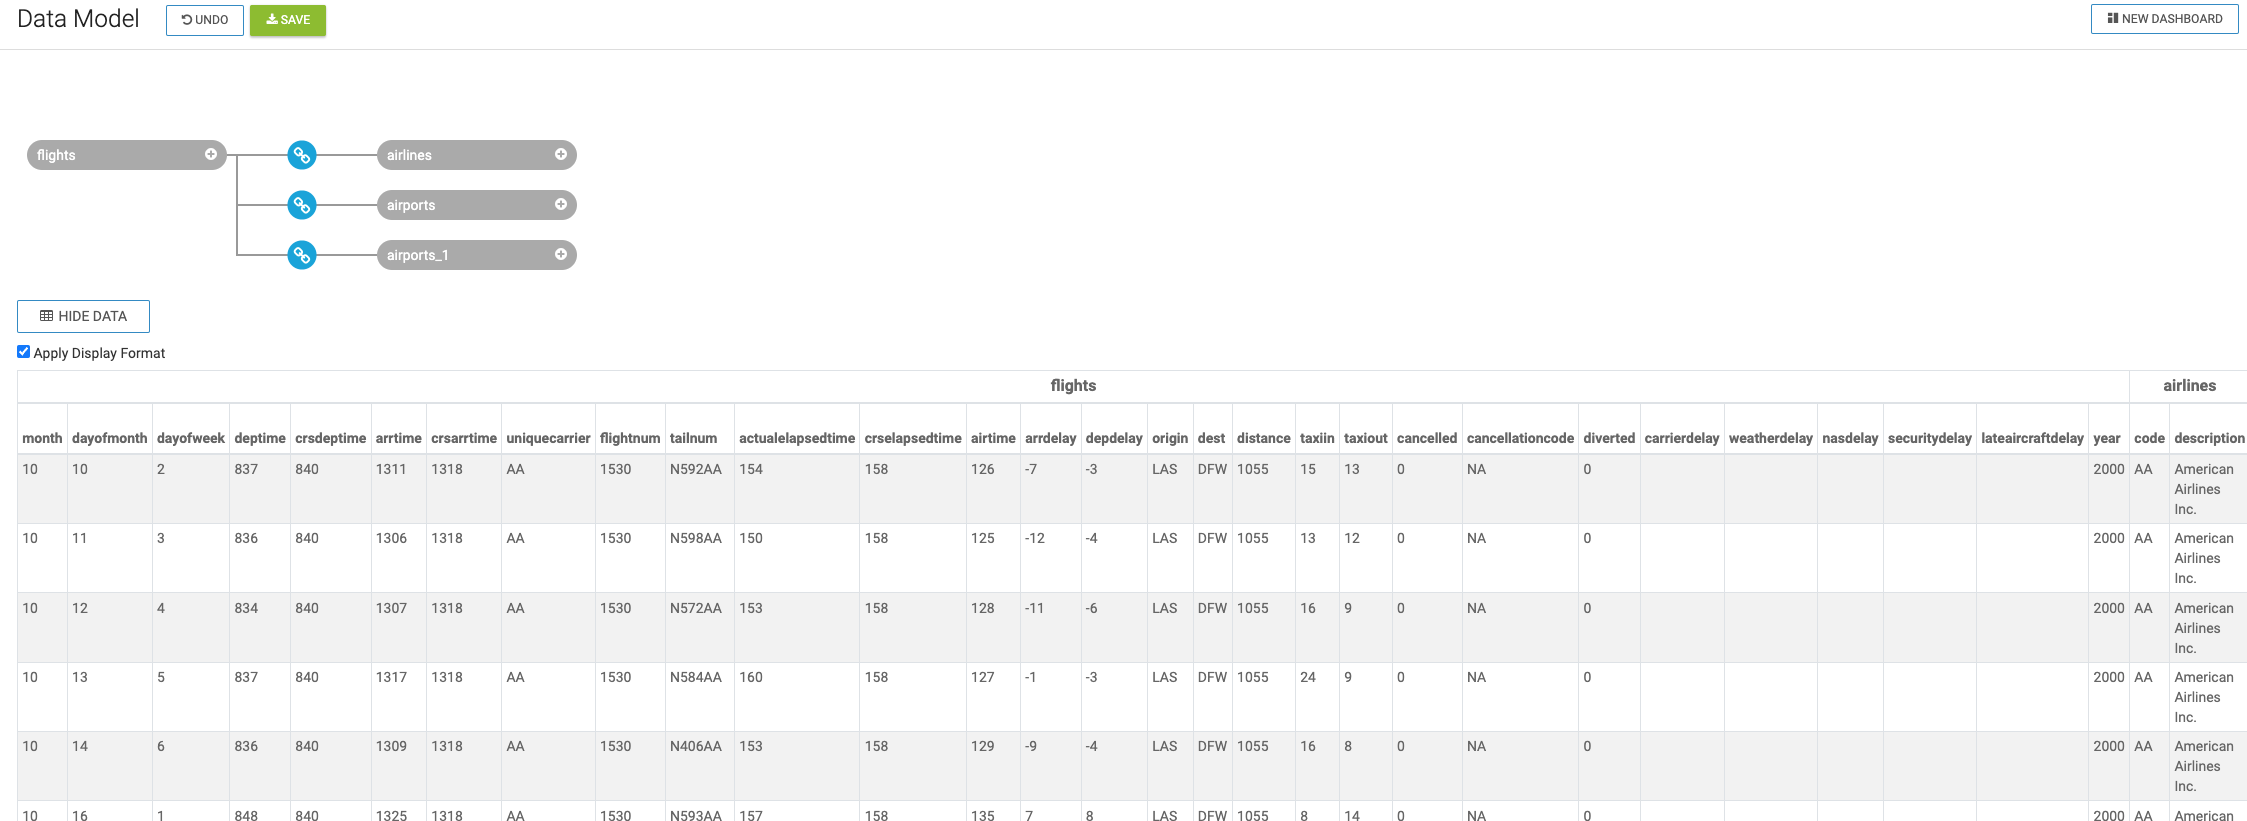 Data Model UNDO SAVE NEW DASHBOARD
flights airlines
airports
airports_1
HIDE DATA
Apply Display Format
flights airlines
month dayofmonth dayofweek deptime crsdeptime arrtime crsarrtime uniquecarrier flightnum tailnum actualelapsedtime crselapsedtime airtime arrdelay depdelay origin dest distance taxiin taxiout cancelled cancellationcode diverted carrierdelay weatherdelay nasdelay securitydelay lateaircraftdelay year code description
10 10 2 837 840 1311 1318 AA 1530 N592AA 154 158 126 -7 -3 LAS DFW 1055 15 13 0 NA 0 2000 AA American
Airlines
Inc.
10 11 3 836 840 1306 1318 AA 1530 N598AA 150 158 125 -12 -4 LAS DFW 1055 13 12 0 NA 0 2000 AA American
Airlines
Inc.
10 12 4 834 840 1307 1318 AA 1530 N572AA 153 158 128 -11 -6 LAS DFW 1055 16 9 0 NA 0 2000 AA American
Airlines
Inc.
10 13 5 837 840 1317 1318 AA 1530 N584AA 160 158 127 -1 -3 LAS DFW 1055 24 9 0 NA 0 2000 AA American
Airlines
Inc.
10 14 6 836 840 1309 1318 AA 1530 N406AA 153 158 129 -9 -4 LAS DFW 1055 16 8 0 NA 0 2000 AA American
Airlines
Inc.
10 16 1 848 840 1325 1318 AA 1530 N593AA 157 158 135 7 8 LAS DFW 1055 8 14 0 NA 0 2000 AA American